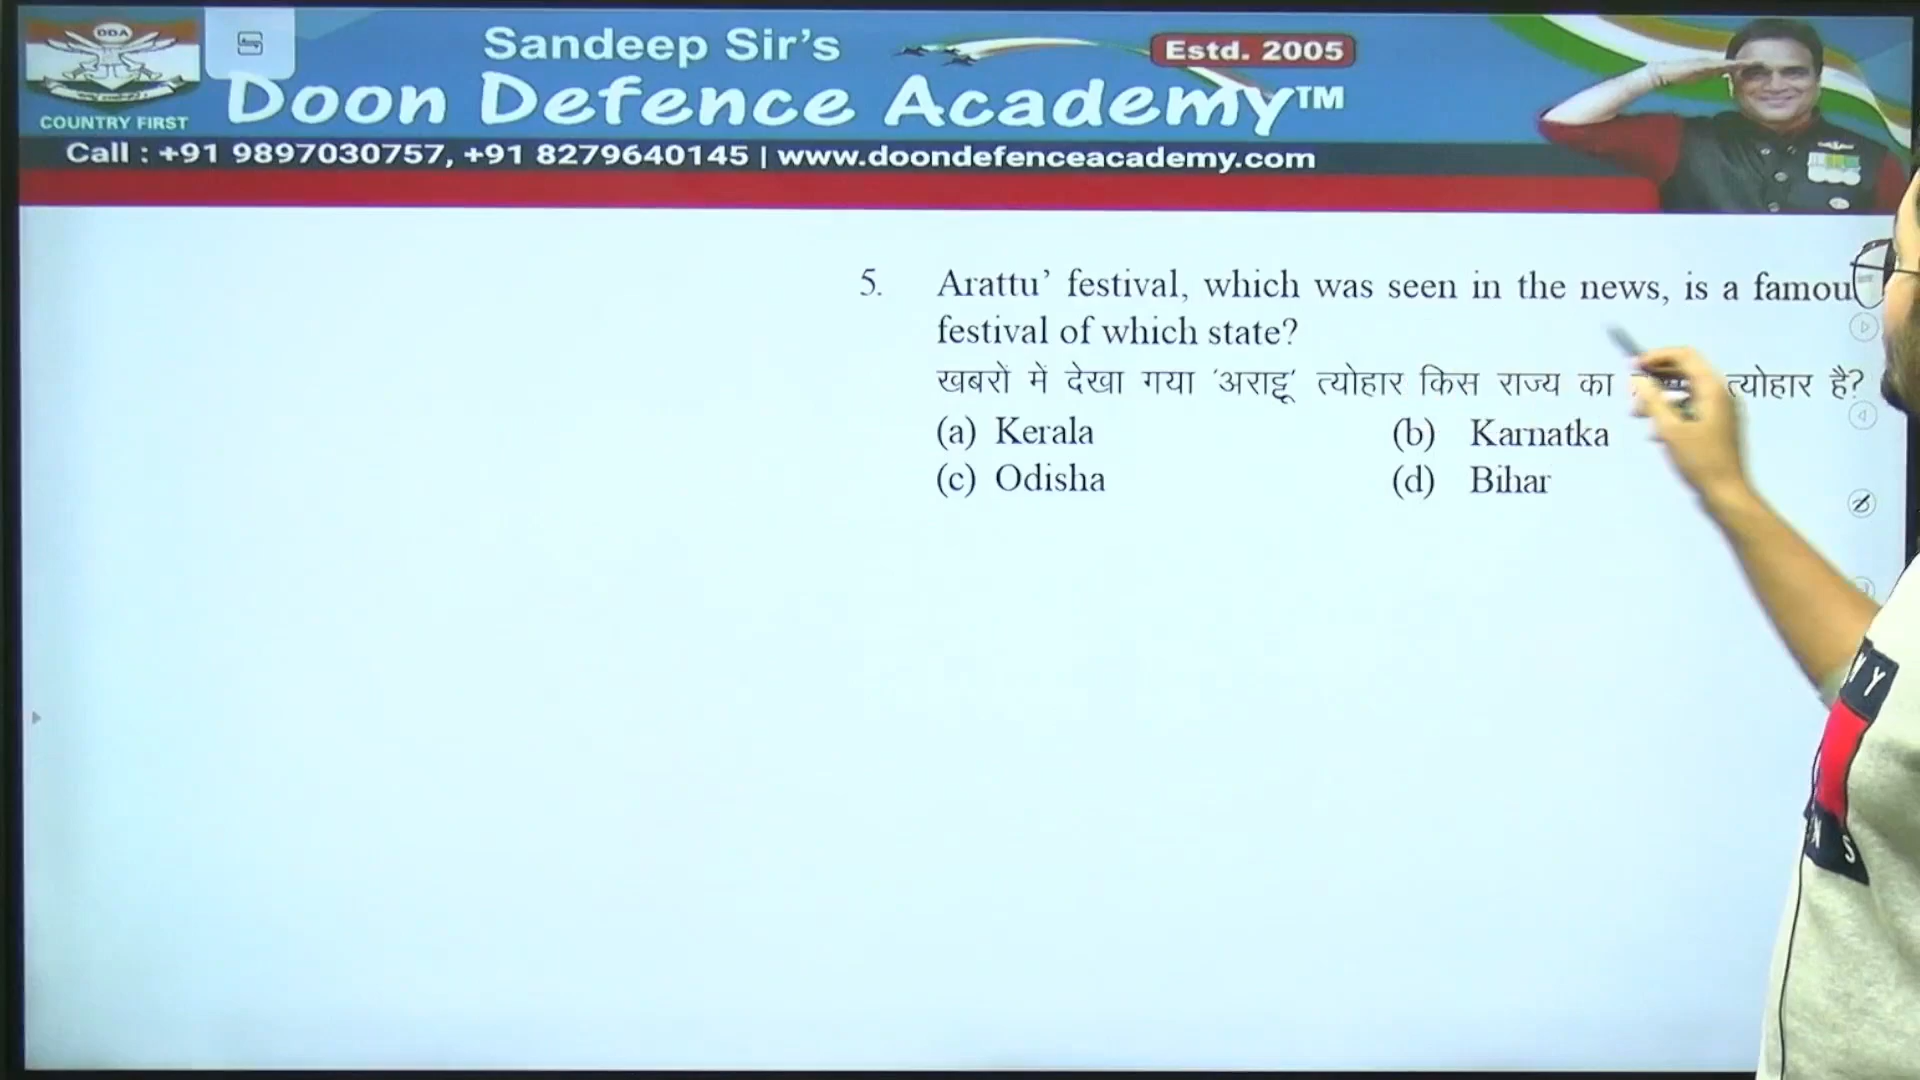 DDA
COUNTRY FIRST
Sandeep Sir's
Estd. 2005
Doon Defence Academy™
Call : +91 9897030757, +91 8279640145 | www.doondefenceacademy.com
5. Arattu' festival, which was seen in the news, is a famou
festival of which state?
खबरों में देखा गया 'अराट्टू' त्योहार किस राज्य का त्योहार है?
(a) Kerala (b) Karnatka
(c) Odisha (d) Bihar